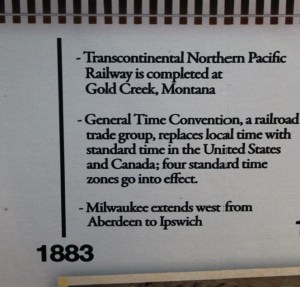 - Transcontinental Northern Pacific
Railway is completed at
Gold Creek, Montana
- General Time Convention, a railroad
trade group, replaces local time with
standard time in the United States
and Canada; four standard time
zones go into effect.
- Milwaukee extends west from
Aberdeen to Ipswich
1883